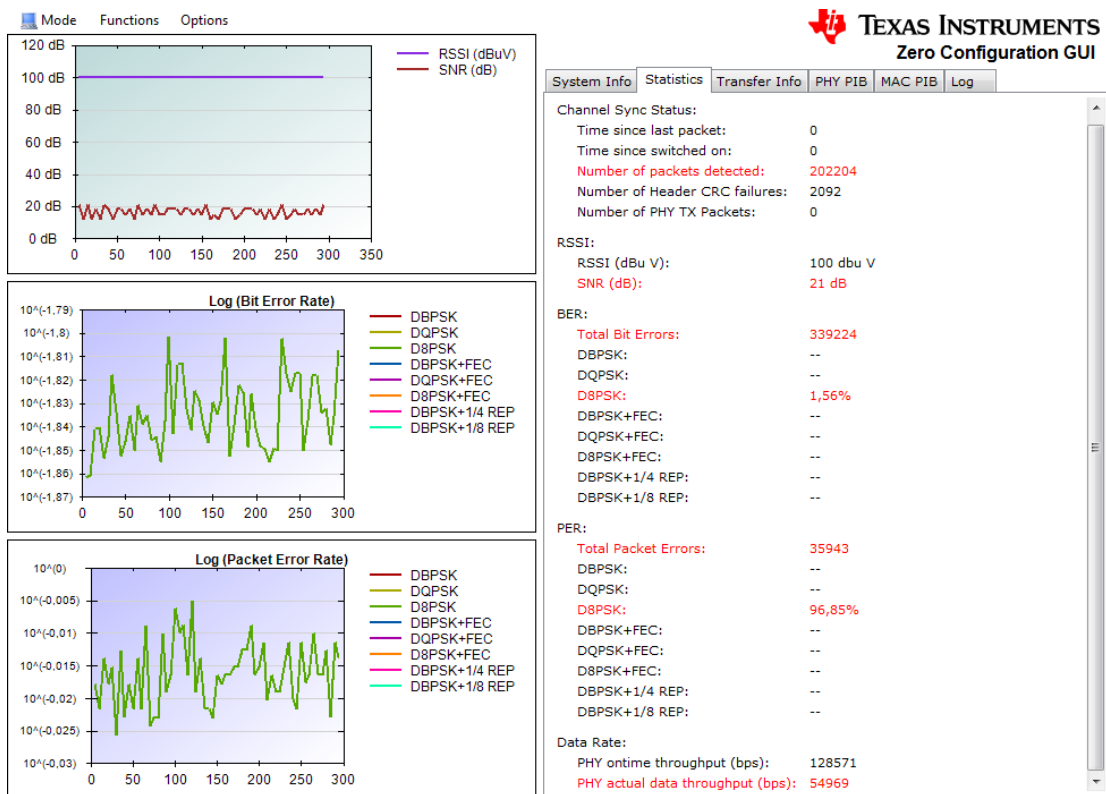 Mode Functions Options
TEXAS INSTRUMENTS
Zero Configuration GUI
120 dB
100 dB
80 dB
60 dB
40 dB
20 dB
0 dB
0 50 100 150 200 250 300 350
RSSI (dBuV)
SNR (dB)
Log (Bit Error Rate)
10^(-1,79)
10^(-1,8)
10^(-1,81)
10^(-1,82)
10^(-1,83)
10^(-1,84)
10^(-1,85)
10^(-1,86)
10^(-1,87)
0 50 100 150 200 250 300
DBPSK
DQPSK
D8PSK
DBPSK+FEC
DQPSK+FEC
D8PSK+FEC
DBPSK+1/4 REP
DBPSK+1/8 REP
Log (Packet Error Rate)
10^(0)
10^(-0,005)
10^(-0,01)
10^(-0,015)
10^(-0,02)
10^(-0,025)
10^(-0,03)
0 50 100 150 200 250 300
DBPSK
DQPSK
D8PSK
DBPSK+FEC
DQPSK+FEC
D8PSK+FEC
DBPSK+1/4 REP
DBPSK+1/8 REP
System Info Statistics Transfer Info PHY PIB MAC PIB Log
Channel Sync Status:
Time since last packet: 0
Time since switched on: 0
Number of packets detected: 202204
Number of Header CRC failures: 2092
Number of PHY TX Packets: 0
RSSI:
RSSI (dBu V): 100 dbu V
SNR (dB): 21 dB
BER:
Total Bit Errors: 339224
DBPSK: --
DQPSK: --
D8PSK: 1,56%
DBPSK+FEC: --
DQPSK+FEC: --
D8PSK+FEC: --
DBPSK+1/4 REP: --
DBPSK+1/8 REP: --
PER:
Total Packet Errors: 35943
DBPSK: --
DQPSK: --
D8PSK: 96,85%
DBPSK+FEC: --
DQPSK+FEC: --
D8PSK+FEC: --
DBPSK+1/4 REP: --
DBPSK+1/8 REP: --
Data Rate:
PHY ontime throughput (bps): 128571
PHY actual data throughput (bps): 54969